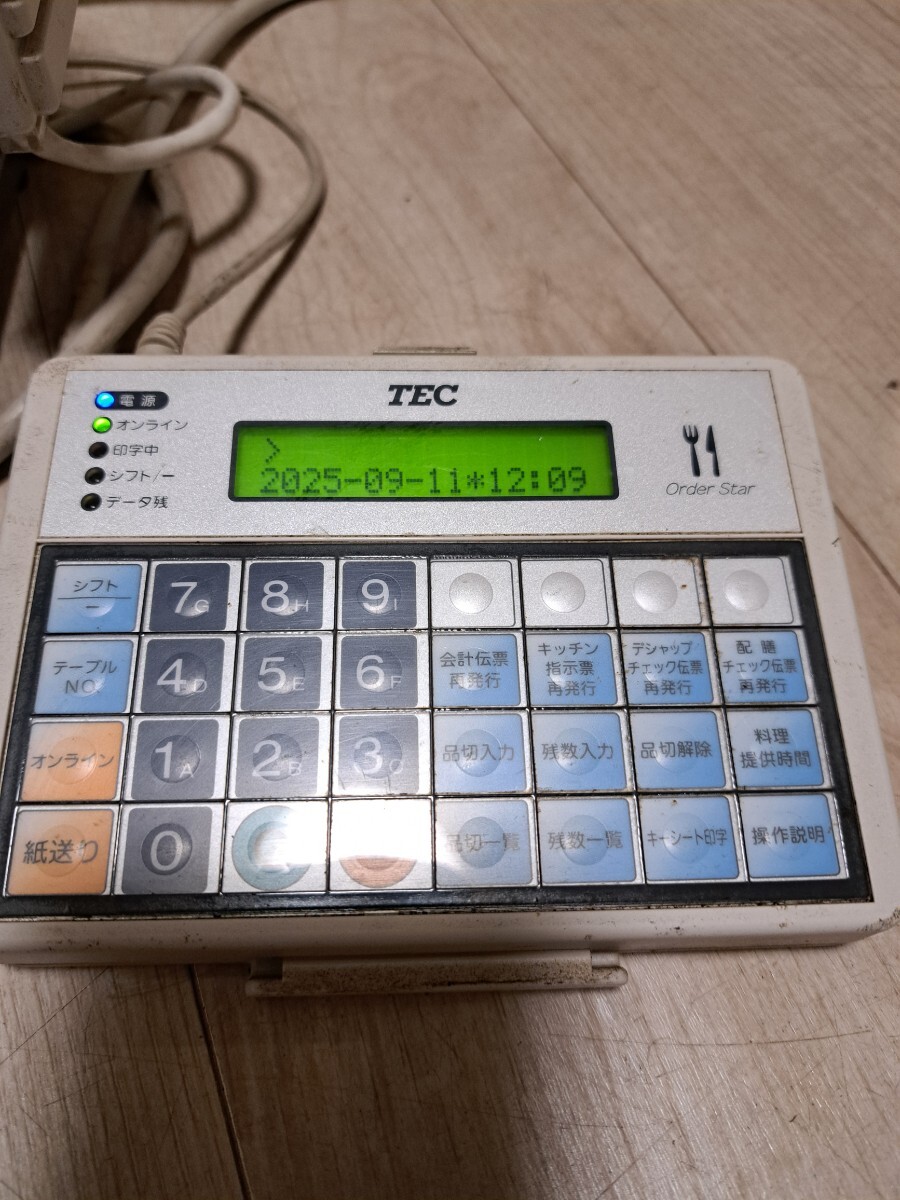 TEC
電源
オンライン
印字中
シフト/ー
データ残
>
2025-09-11*12:09
Order Star
シフト
ー
7G
8H
9I
テーブル
NO.
4D
5E
6F
会計伝票
再発行
キッチン
指示票
再発行
デシャップ
チェック伝票
再発行
配膳
チェック伝票
再発行
オンライン
1A
2B
3C
品切入力
残数入力
品切解除
料理
提供時間
紙送り
0
品切一覧
残数一覧
キーシート印字
操作説明